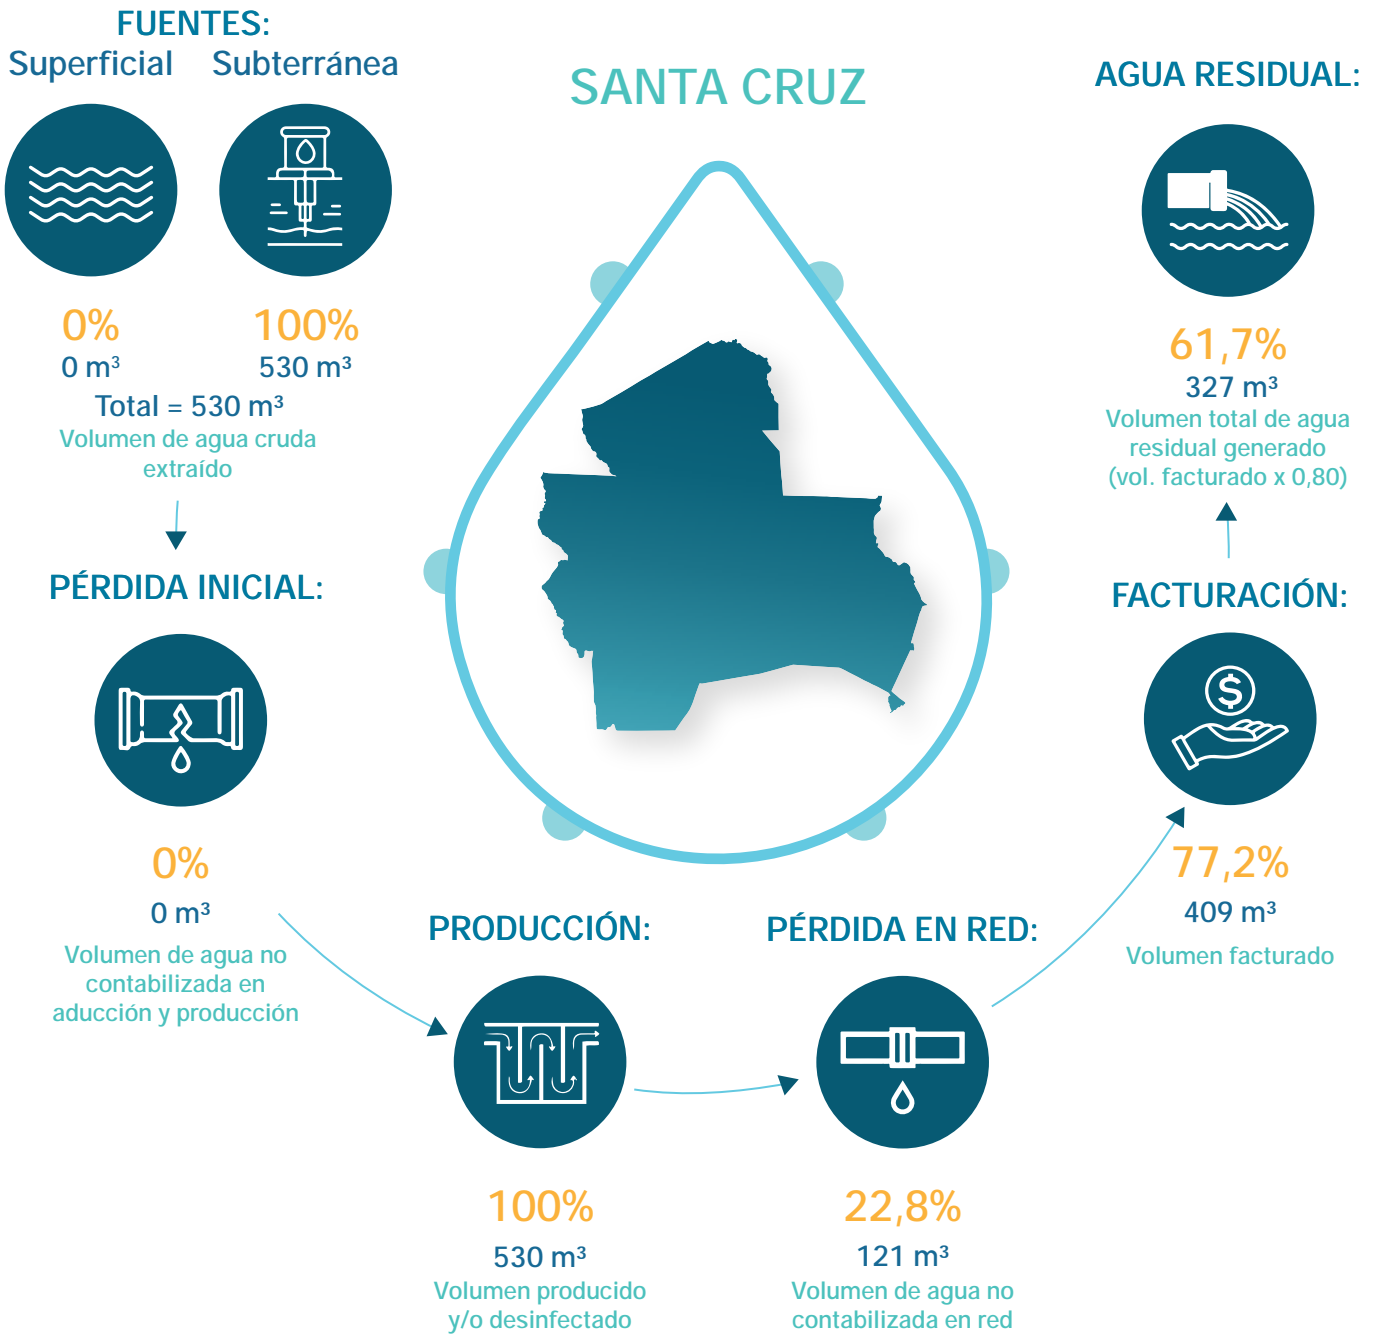 FUENTES:
Superficial
Subterránea
0%
0 m³
100%
530 m³
Total = 530 m³
Volumen de agua cruda
extraído
PÉRDIDA INICIAL:
0%
0 m³
Volumen de agua no
contabilizada en
aducción y producción
SANTA CRUZ
PRODUCCIÓN:
100%
530 m³
Volumen producido
y/o desinfectado
PÉRDIDA EN RED:
22,8%
121 m³
Volumen de agua no
contabilizada en red
FACTURACIÓN:
$
77,2%
409 m³
Volumen facturado
AGUA RESIDUAL:
61,7%
327 m³
Volumen total de agua
residual generado
(vol. facturado x 0,80)